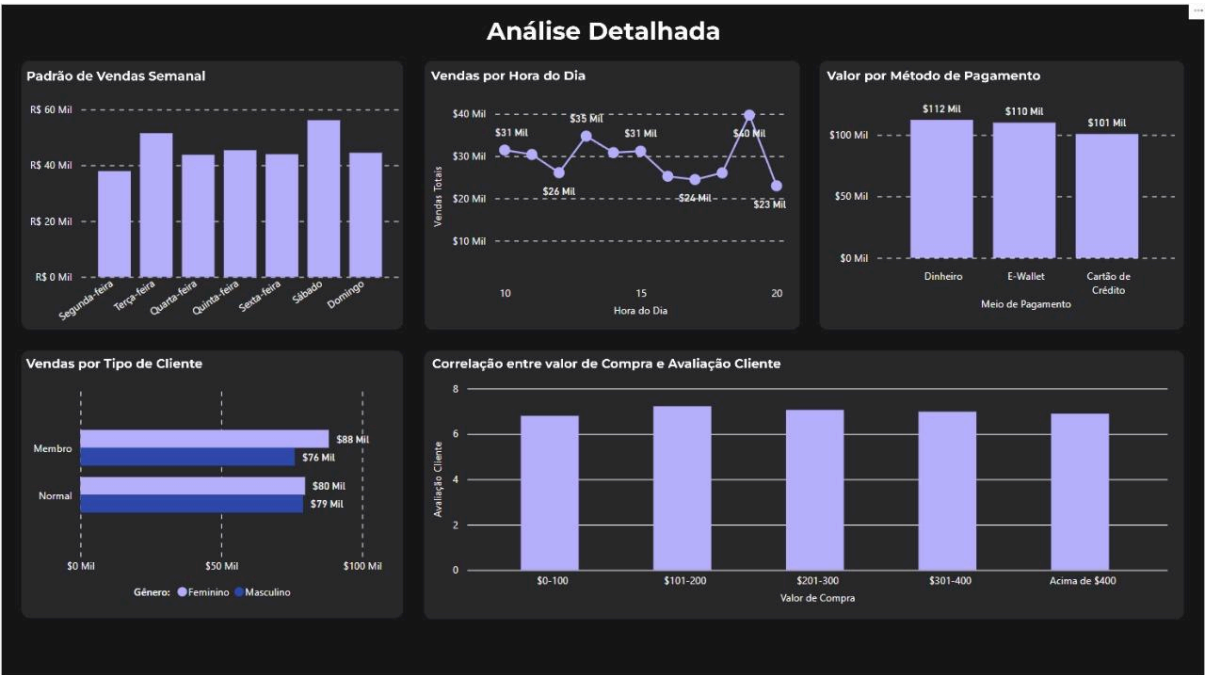 Análise Detalhada
Padrão de Vendas Semanal
R$ 60 Mil
R$ 40 Mil
R$ 20 Mil
R$ 0 Mil
Segunda-feira
Terça-feira
Quarta-feira
Quinta-feira
Sexta-feira
Sábado
Domingo
Vendas por Hora do Dia
Vendas Totais
$40 Mil
$30 Mil
$20 Mil
$10 Mil
$31 Mil
$26 Mil
$35 Mil
$31 Mil
$24 Mil
$40 Mil
$23 Mil
10
15
20
Hora do Dia
Valor por Método de Pagamento
$100 Mil
$50 Mil
$0 Mil
$112 Mil
$110 Mil
$101 Mil
Dinheiro
E-Wallet
Cartão de
Crédito
Meio de Pagamento
Vendas por Tipo de Cliente
Membro
$88 Mil
$76 Mil
Normal
$80 Mil
$79 Mil
$0 Mil
$50 Mil
$100 Mil
Gênero: Feminino Masculino
Correlação entre valor de Compra e Avaliação Cliente
Avaliação Cliente
8
6
4
2
0
$0-100
$101-200
$201-300
$301-400
Acima de $400
Valor de Compra